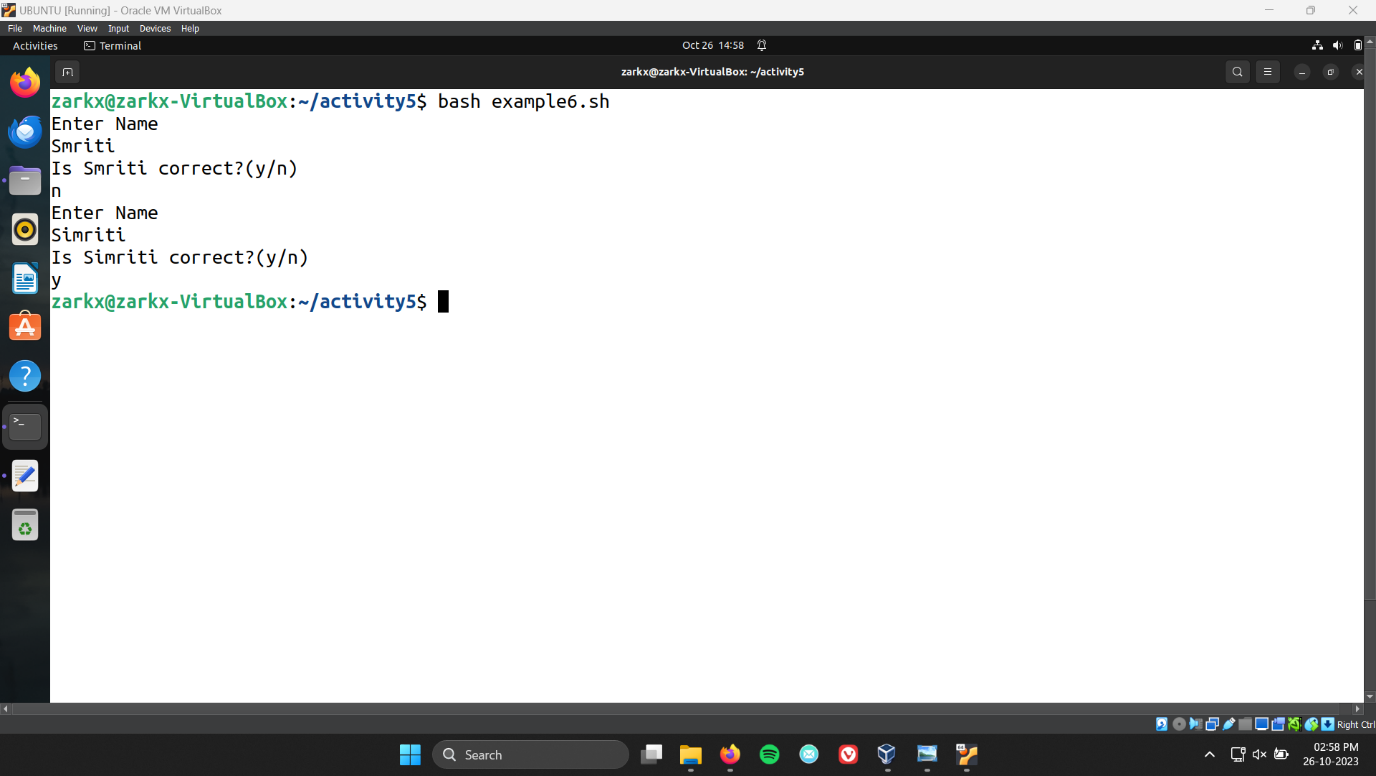 UBUNTU [Running] - Oracle VM VirtualBox
File Machine View Input Devices Help
Activities Terminal Oct 26 14:58
zarkx@zarkx-VirtualBox: ~/activity5
zarkx@zarkx-VirtualBox:~/activity5$ bash example6.sh
Enter Name
Smriti
Is Smriti correct?(y/n)
n
Enter Name
Simriti
Is Simriti correct?(y/n)
y
zarkx@zarkx-VirtualBox:~/activity5$
Right Ctrl
Search
02:58 PM
26-10-2023